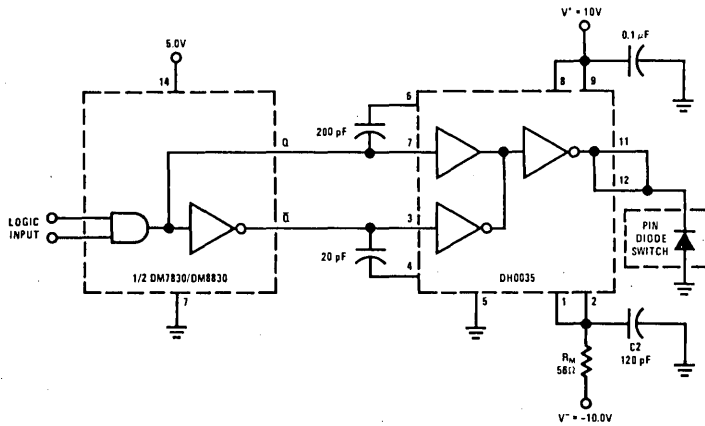 V⁺ = 10V
5.0V
0.1 µF
14
8
9
6
200 pF
Q
7
11
12
LOGIC
INPUT
Q̅
3
PIN
DIODE
SWITCH
20 pF
4
1/2 DM7830/DM8830
DH0035
7
5
1
2
C2
120 pF
R_M
56Ω
V⁻ = -10.0V